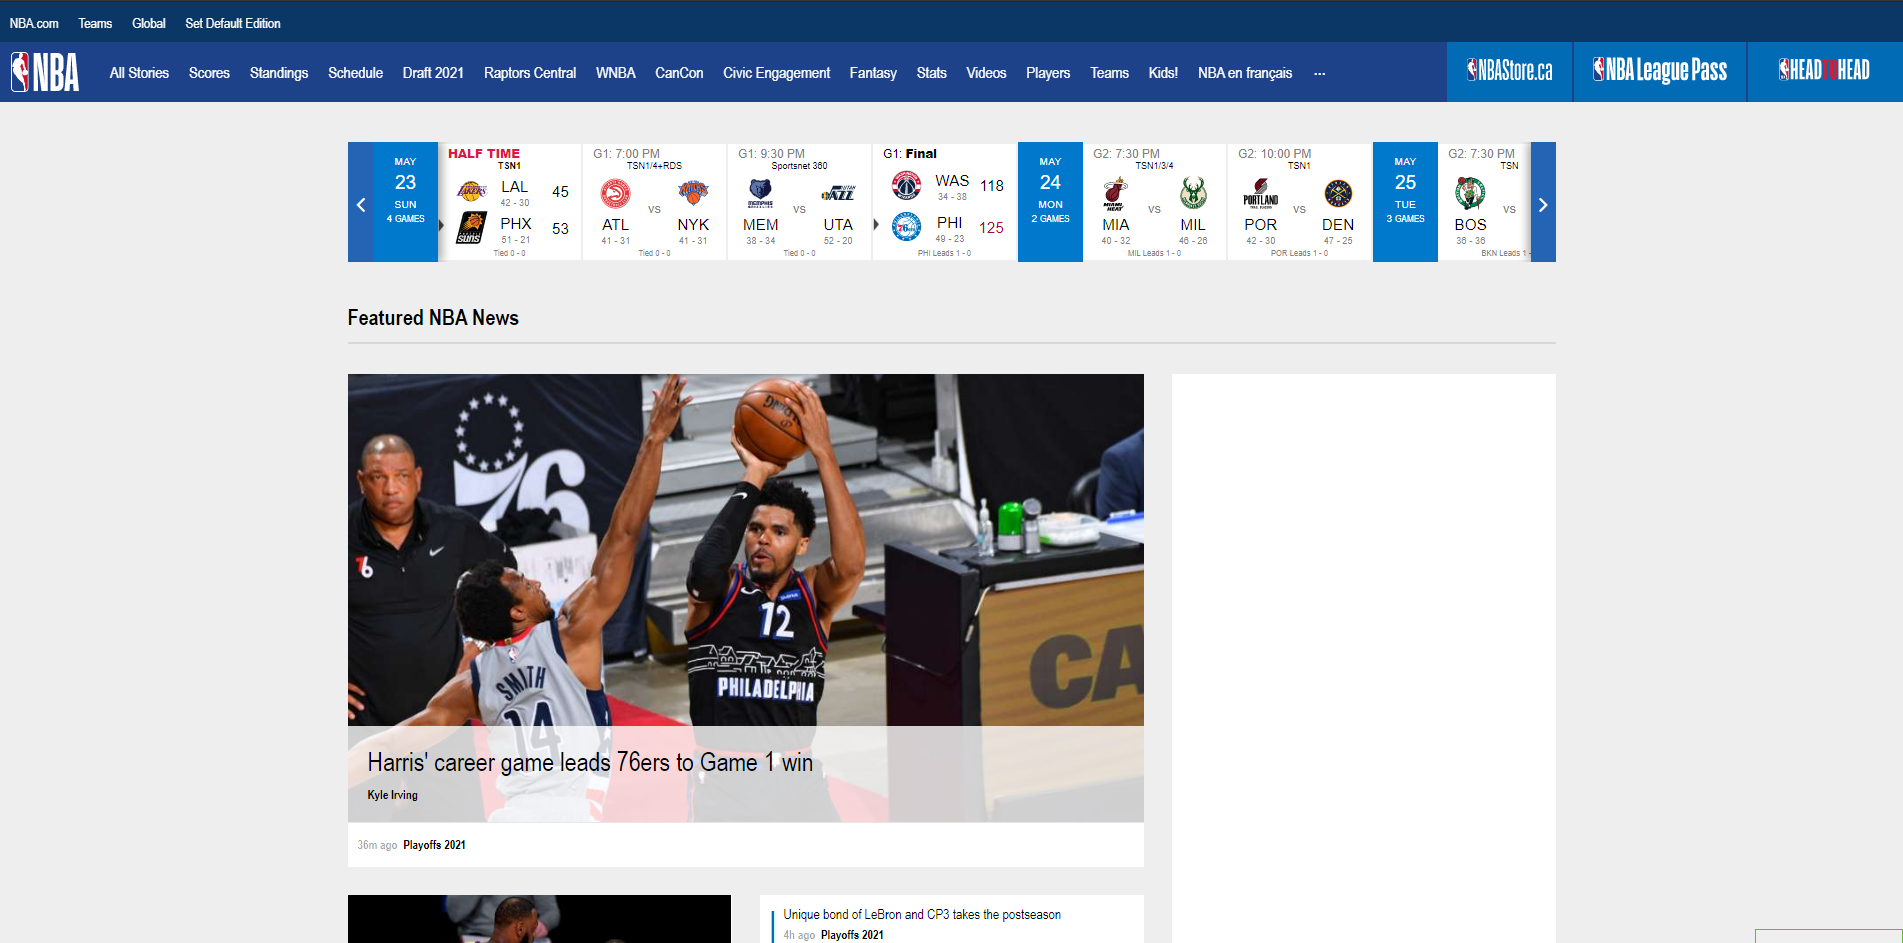 NBA.com Teams Global Set Default Edition
NBA All Stories Scores Standings Schedule Draft 2021 Raptors Central WNBA CanCon Civic Engagement Fantasy Stats Videos Players Teams Kids! NBA en français ... NBAStore.ca NBA League Pass HEADTOHEAD
MAY
23
SUN
4 GAMES
HALF TIME
TSN1
LAL 45
42 - 30
PHX 53
51 - 21
Tied 0 - 0
G1: 7:00 PM
TSN1/4+RDS
VS
ATL NYK
41 - 31 41 - 31
Tied 0 - 0
G1: 9:30 PM
Sportsnet 360
VS
MEM UTA
38 - 34 52 - 20
Tied 0 - 0
G1: Final
WAS 118
34 - 38
PHI 125
49 - 23
PHI Leads 1 - 0
MAY
24
MON
2 GAMES
G2: 7:30 PM
TSN1/3/4
VS
MIA MIL
40 - 32 46 - 26
MIL Leads 1 - 0
G2: 10:00 PM
TSN1
PORTLAND
VS
POR DEN
42 - 30 47 - 25
POR Leads 1 - 0
MAY
25
TUE
3 GAMES
G2: 7:30 PM
TSN
VS
BOS
36 - 36
BKN Leads 1 -
Featured NBA News
76
76
12
PHILADELPHIA
SMITH
14
CA
Harris' career game leads 76ers to Game 1 win
Kyle Irving
36m ago Playoffs 2021
Unique bond of LeBron and CP3 takes the postseason
4h ago Playoffs 2021